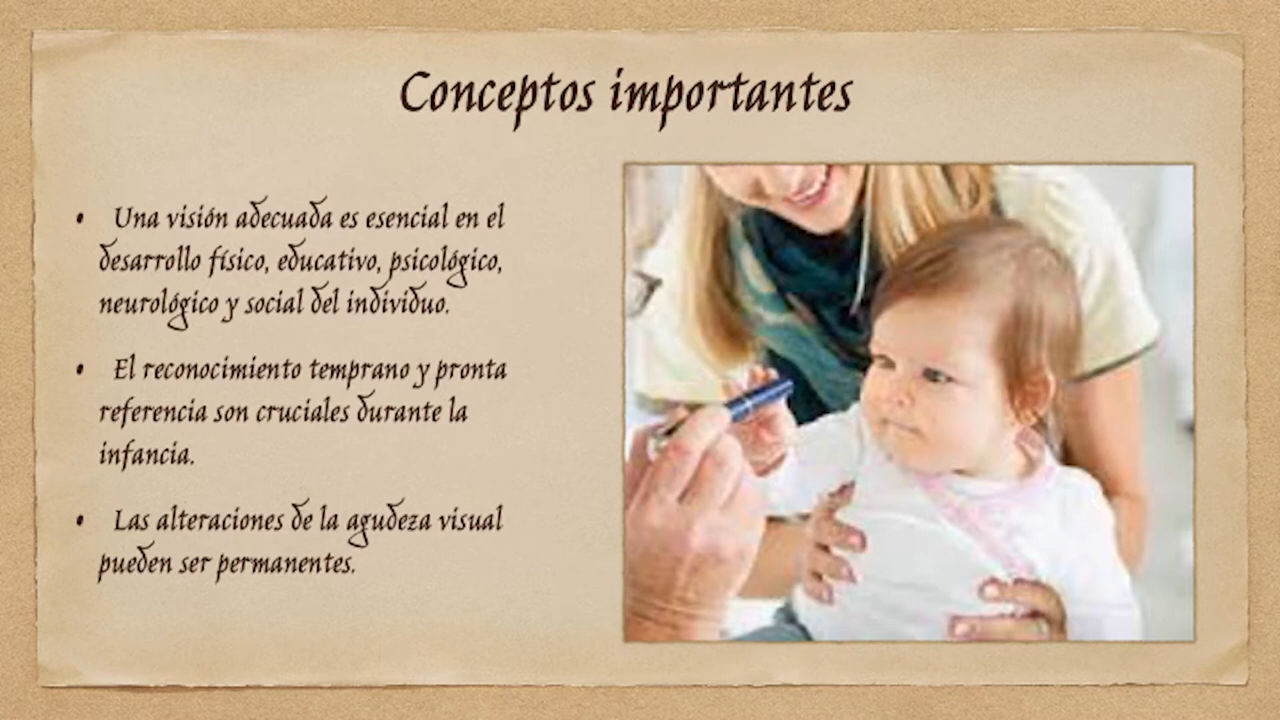 Conceptos importantes
• Una visión adecuada es esencial en el
desarrollo físico, educativo, psicológico,
neurológico y social del individuo.
• El reconocimiento temprano y pronta
referencia son cruciales durante la
infancia.
• Las alteraciones de la agudeza visual
pueden ser permanentes.